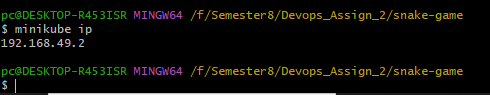 pc@DESKTOP-R453ISR MINGW64 /f/Semester8/Devops_Assign_2/snake-game
$ minikube ip
192.168.49.2
pc@DESKTOP-R453ISR MINGW64 /f/Semester8/Devops_Assign_2/snake-game
$